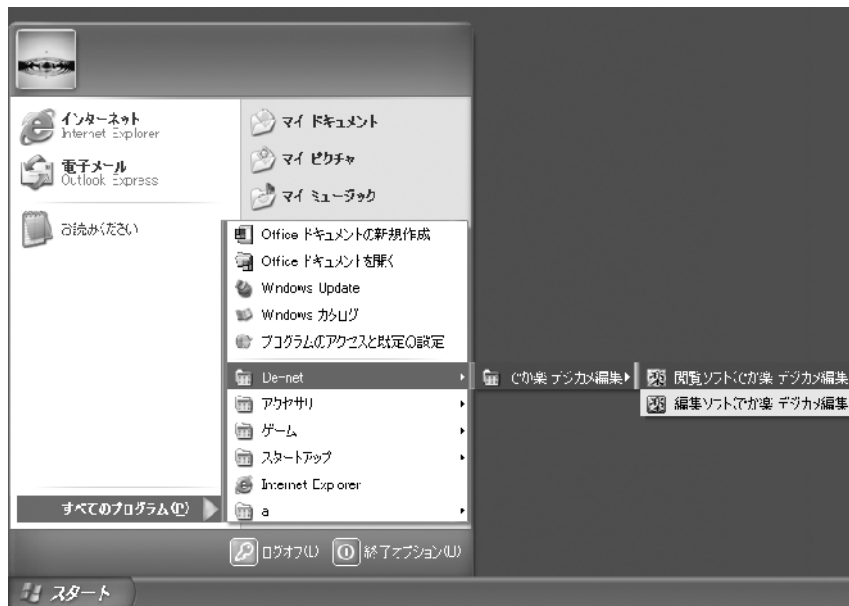 インターネット
Internet Explorer
電子メール
Outlook Express
お読みください
マイ ドキュメント
マイ ピクチャ
マイ ミュージック
Office ドキュメントの新規作成
Office ドキュメントを開く
Windows Update
Windows カタログ
プログラムのアクセスと既定の設定
De-net
アクセサリ
ゲーム
スタートアップ
Internet Explorer
a
でか楽 デジカメ編集
閲覧ソフト(でか楽 デジカメ編集
編集ソフト(でか楽 デジカメ編集
すべてのプログラム(P)
ログオフ(L)
終了オプション(U)
スタート